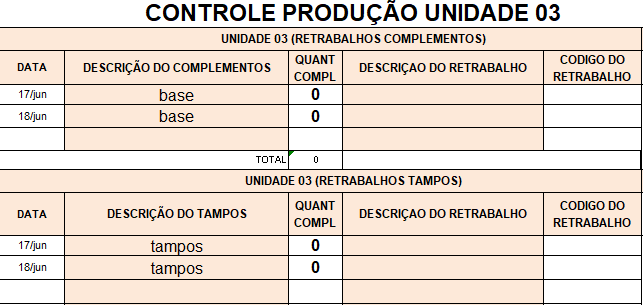 CONTROLE PRODUÇÃO UNIDADE 03
UNIDADE 03 (RETRABALHOS COMPLEMENTOS)
DATA DESCRIÇÃO DO COMPLEMENTOS QUANT COMPL DESCRIÇAO DO RETRABALHO CODIGO DO RETRABALHO
17/jun base 0
18/jun base 0
TOTAL 0
UNIDADE 03 (RETRABALHOS TAMPOS)
DATA DESCRIÇÃO DO TAMPOS QUANT COMPL DESCRIÇAO DO RETRABALHO CODIGO DO RETRABALHO
17/jun tampos 0
18/jun tampos 0